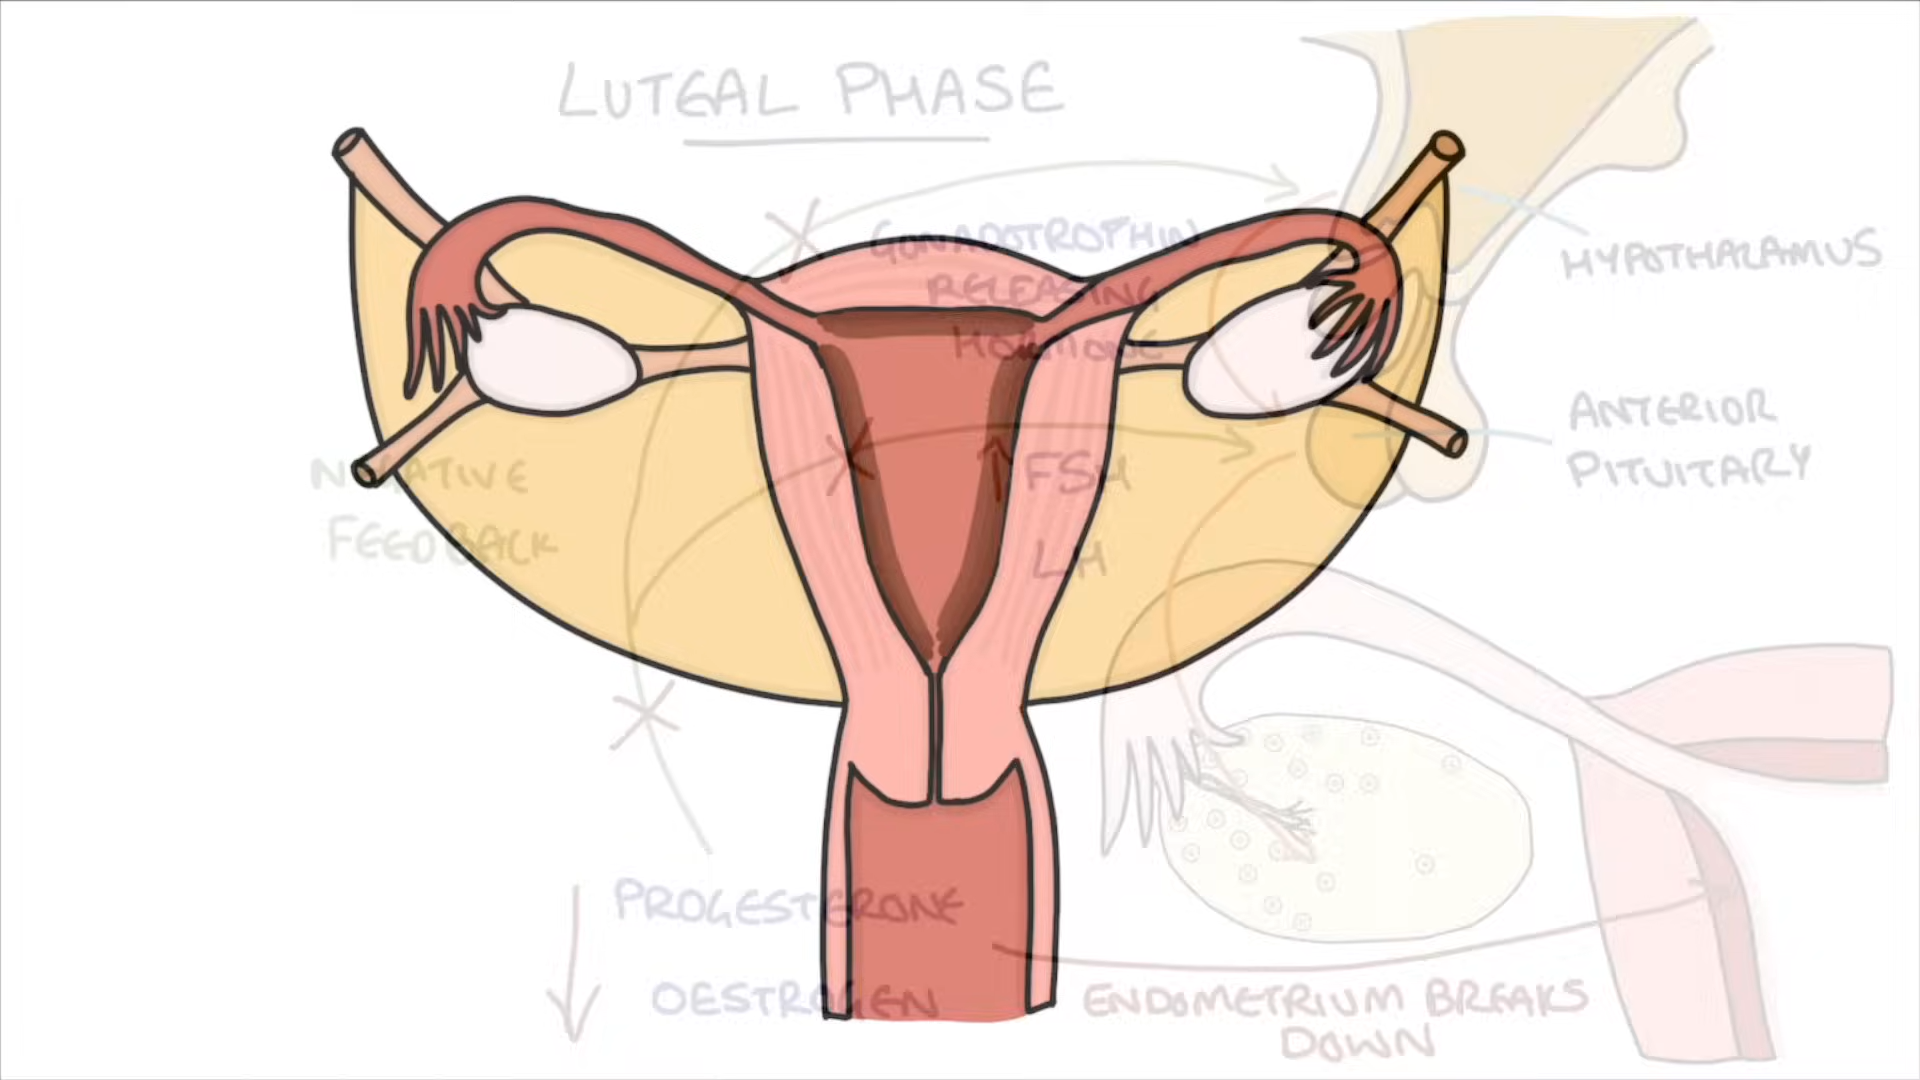 LUTEAL PHASE
GONADOTROPHIN
RELEASING
HORMONE
HYPOTHALAMUS
ANTERIOR
PITUITARY
NEGATIVE
FEEDBACK
FSH
LH
PROGESTERONE
OESTROGEN
ENDOMETRIUM BREAKS
DOWN